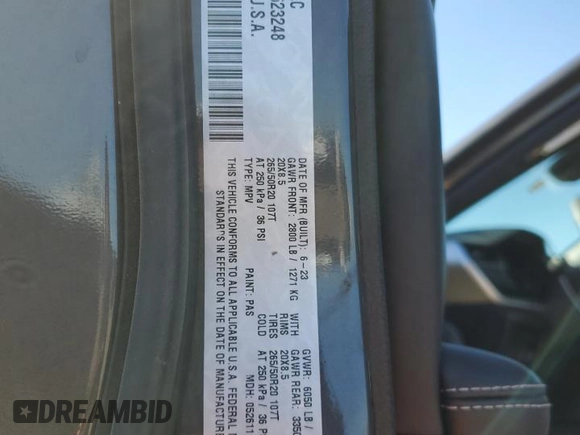 C
523248
U.S.A.
DATE OF MFR (BUILT): 6-23 GVWR: 6050 LB /
GAWR FRONT: 2800 LB / 1271 KG WITH GAWR REAR:
20X8.5 RIMS 20X8.5
265/50R20 107T TIRES 265/50R20 107T
AT 250 kPa / 36 PSI COLD AT 250 kPa / 36
TYPE: MPV PAINT: PAS MDH: 052611
THIS VEHICLE CONFORMS TO ALL APPLICABLE U.S.A. FEDERAL
STANDARDS IN EFFECT ON THE DATE OF
DREAMBID